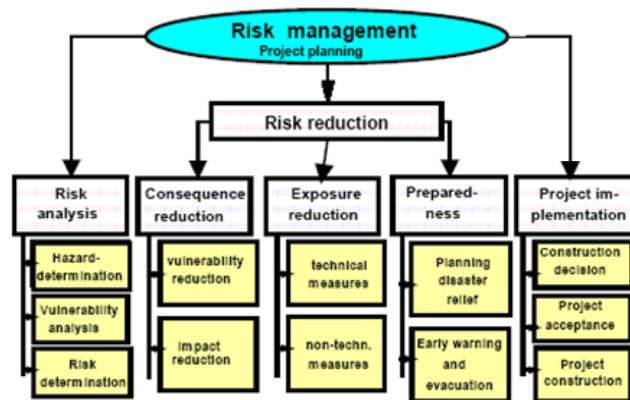 Risk management
Project planning
Risk reduction
Risk
analysis
Consequence
reduction
Exposure
reduction
Prepared-
ness
Project im-
plementation
Hazard-
determination
Vulnerability
analysis
Risk
determination
vulnerability
reduction
Impact
reduction
technical
measures
non-techn.
measures
Planning
disaster
relief
Early warning
and
evacuation
Construction
decision
Project
acceptance
Project
construction